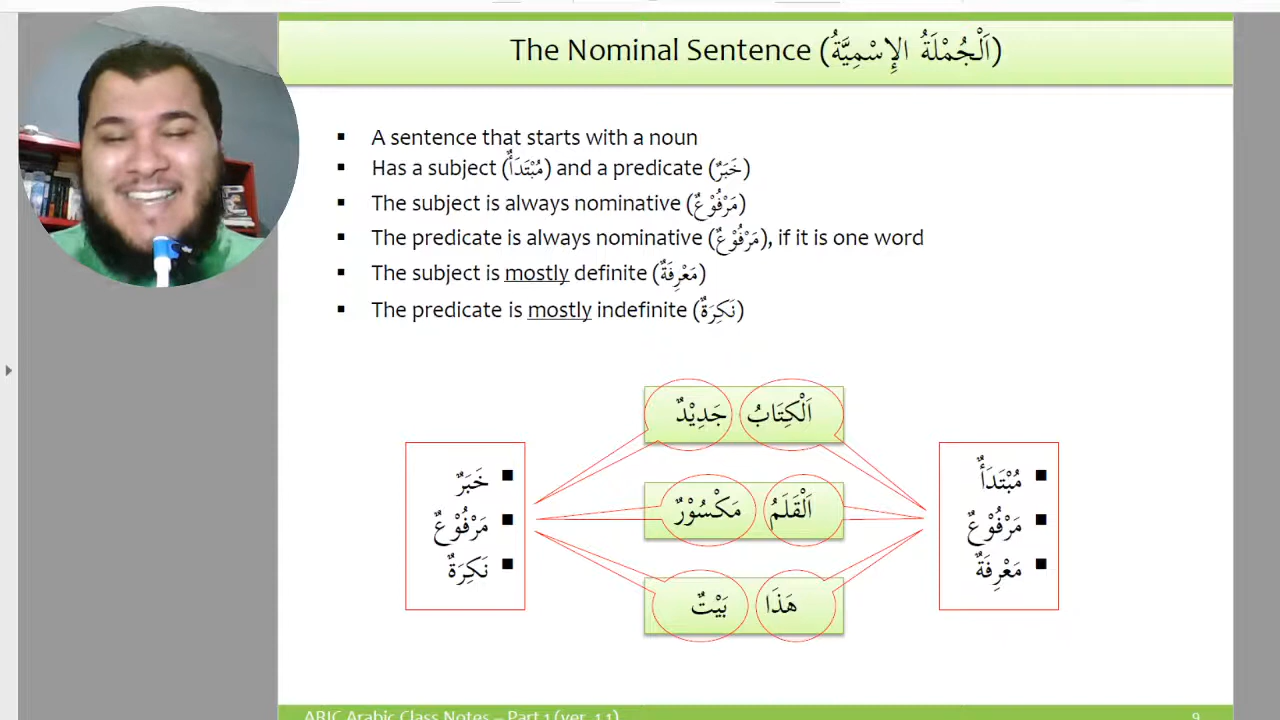 The Nominal Sentence (اَلْجُمْلَةُ الإِسْمِيَّةُ)
▪ A sentence that starts with a noun
▪ Has a subject (مُبْتَدَأٌ) and a predicate (خَبَرٌ)
▪ The subject is always nominative (مَرْفُوْعٌ)
▪ The predicate is always nominative (مَرْفُوْعٌ), if it is one word
▪ The subject is mostly definite (مَعْرِفَةٌ)
▪ The predicate is mostly indefinite (نَكِرَةٌ)
اَلْكِتَابُ جَدِيْدٌ
اَلْقَلَمُ مَكْسُوْرٌ
هَذَا بَيْتٌ
▪ مُبْتَدَأٌ
▪ مَرْفُوْعٌ
▪ مَعْرِفَةٌ
▪ خَبَرٌ
▪ مَرْفُوْعٌ
▪ نَكِرَةٌ
ARIC Arabic Class Notes – Part 1 (ver. 1.1)
9